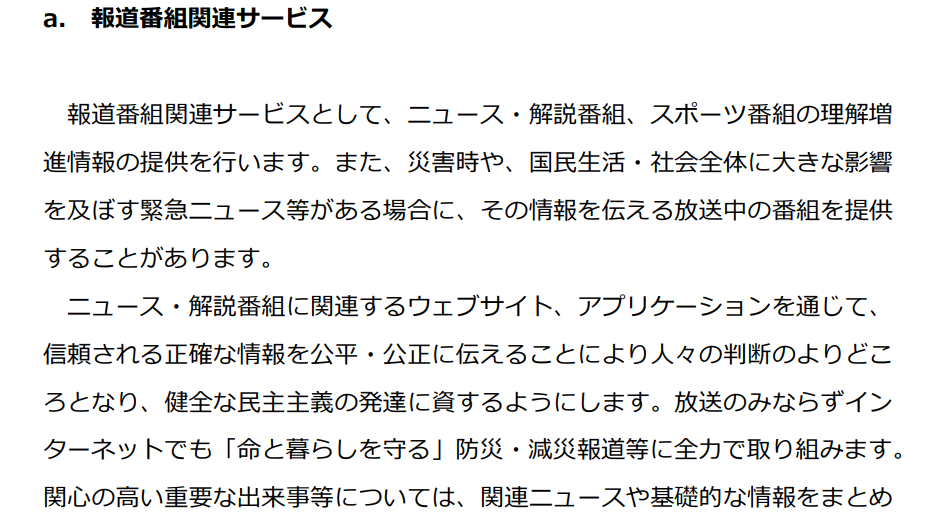 a. 報道番組関連サービス
報道番組関連サービスとして、ニュース・解説番組、スポーツ番組の理解増
進情報の提供を行います。また、災害時や、国民生活・社会全体に大きな影響
を及ぼす緊急ニュース等がある場合に、その情報を伝える放送中の番組を提供
することがあります。
ニュース・解説番組に関連するウェブサイト、アプリケーションを通じて、
信頼される正確な情報を公平・公正に伝えることにより人々の判断のよりどこ
ろとなり、健全な民主主義の発達に資するようにします。放送のみならずイン
ターネットでも「命と暮らしを守る」防災・減災報道等に全力で取り組みます。
関心の高い重要な出来事等については、関連ニュースや基礎的な情報をまとめ